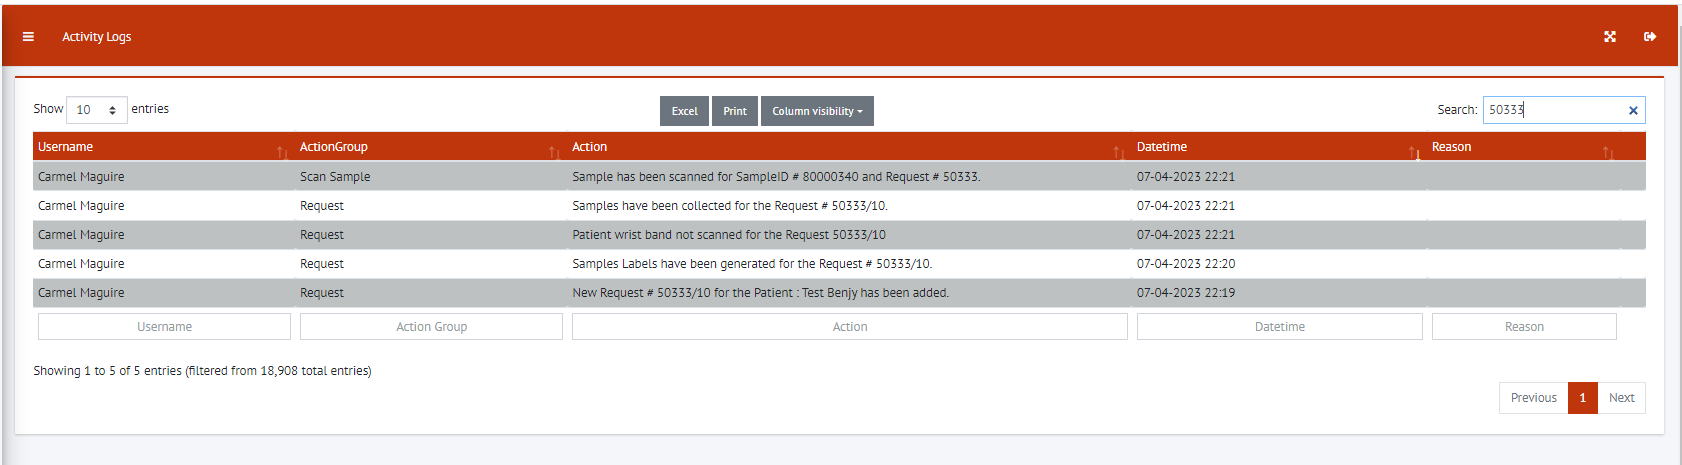 Activity Logs
Show 10 entries
Excel Print Column visibility
Search: 50333
Username ActionGroup Action Datetime Reason
Carmel Maguire Scan Sample Sample has been scanned for SampleID # 80000340 and Request # 50333. 07-04-2023 22:21
Carmel Maguire Request Samples have been collected for the Request # 50333/10. 07-04-2023 22:21
Carmel Maguire Request Patient wrist band not scanned for the Request 50333/10 07-04-2023 22:21
Carmel Maguire Request Samples Labels have been generated for the Request # 50333/10. 07-04-2023 22:20
Carmel Maguire Request New Request # 50333/10 for the Patient : Test Benjy has been added. 07-04-2023 22:19
Username Action Group Action Datetime Reason
Showing 1 to 5 of 5 entries (filtered from 18,908 total entries)
Previous 1 Next